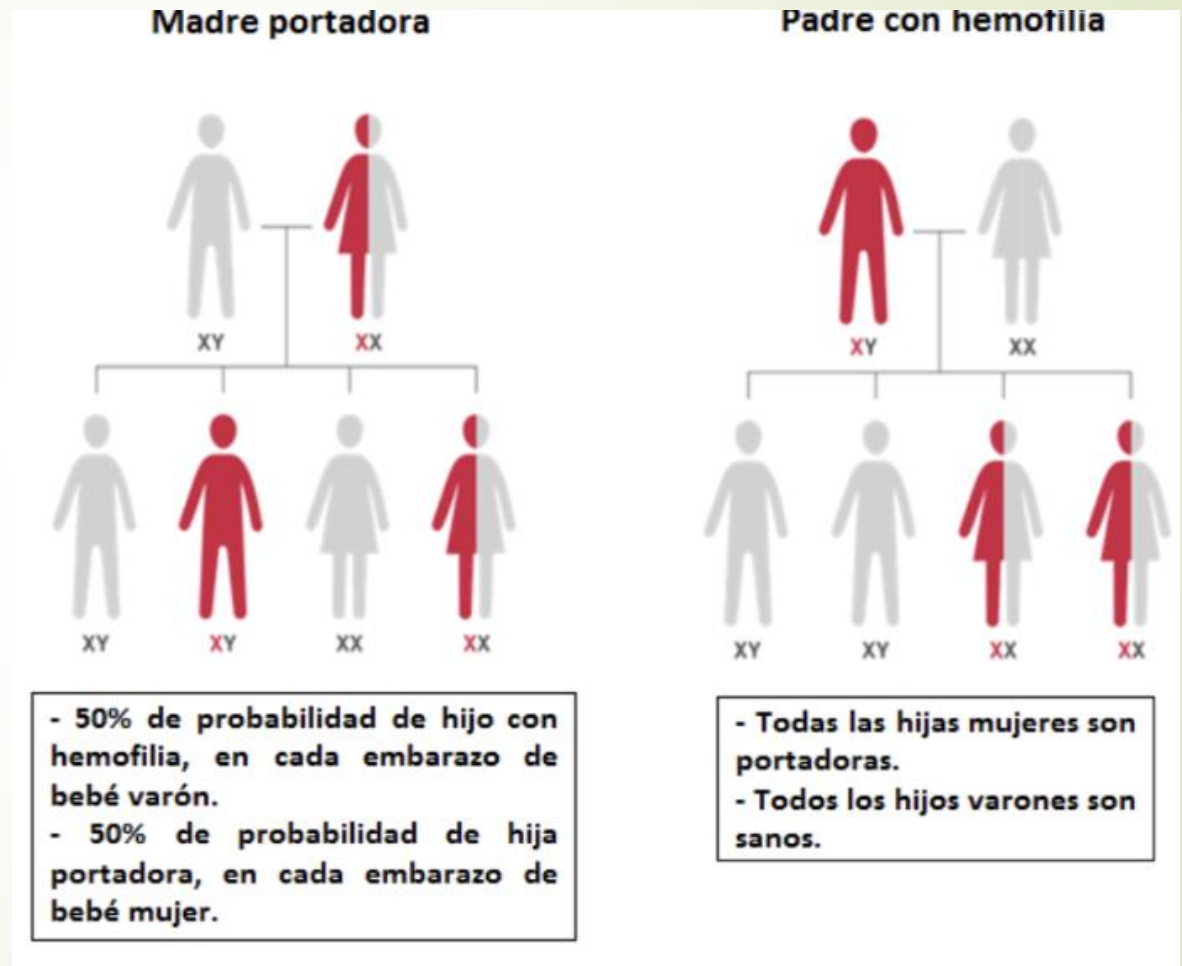 Madre portadora
Padre con hemofilia
XY
XX
XY
XX
XY
XY
XX
XX
XY
XY
XX
XX
- 50% de probabilidad de hijo con
hemofilia, en cada embarazo de
bebé varón.
- 50% de probabilidad de hija
portadora, en cada embarazo de
bebé mujer.
- Todas las hijas mujeres son
portadoras.
- Todos los hijos varones son
sanos.